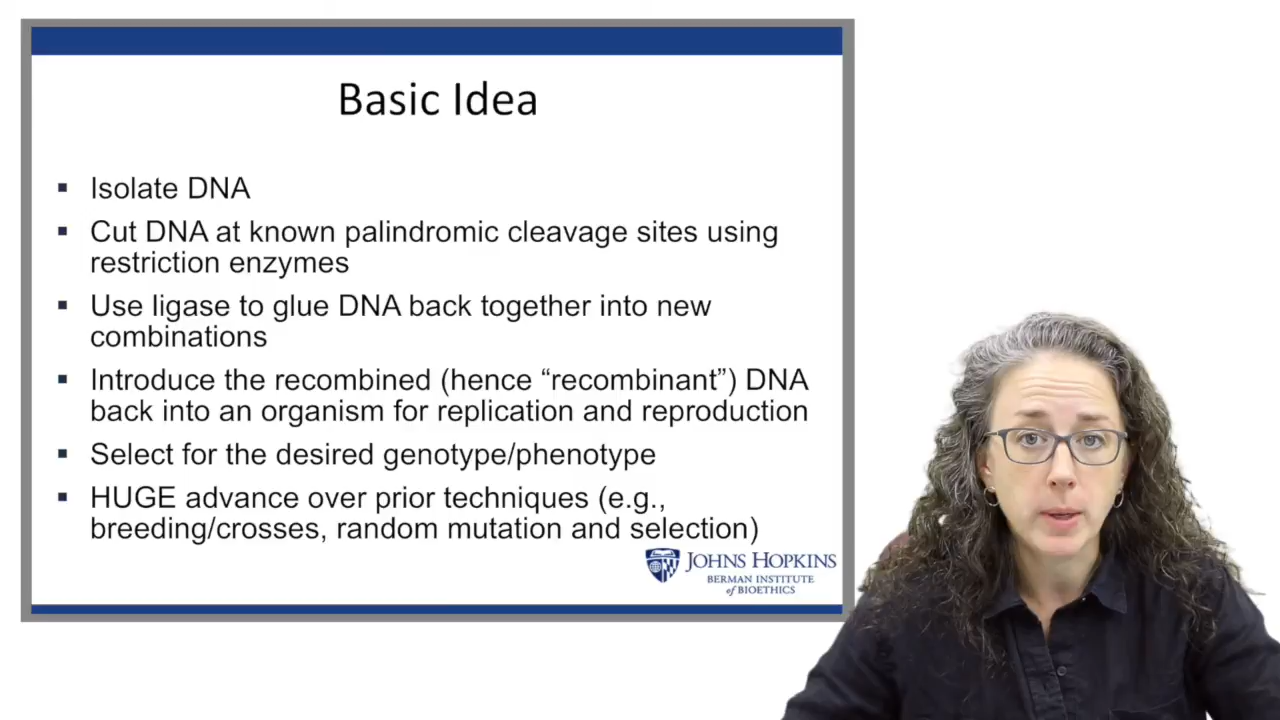 Basic Idea
▪ Isolate DNA
▪ Cut DNA at known palindromic cleavage sites using
restriction enzymes
▪ Use ligase to glue DNA back together into new
combinations
▪ Introduce the recombined (hence “recombinant”) DNA
back into an organism for replication and reproduction
▪ Select for the desired genotype/phenotype
▪ HUGE advance over prior techniques (e.g.,
breeding/crosses, random mutation and selection)
JOHNS HOPKINS
BERMAN INSTITUTE
of BIOETHICS